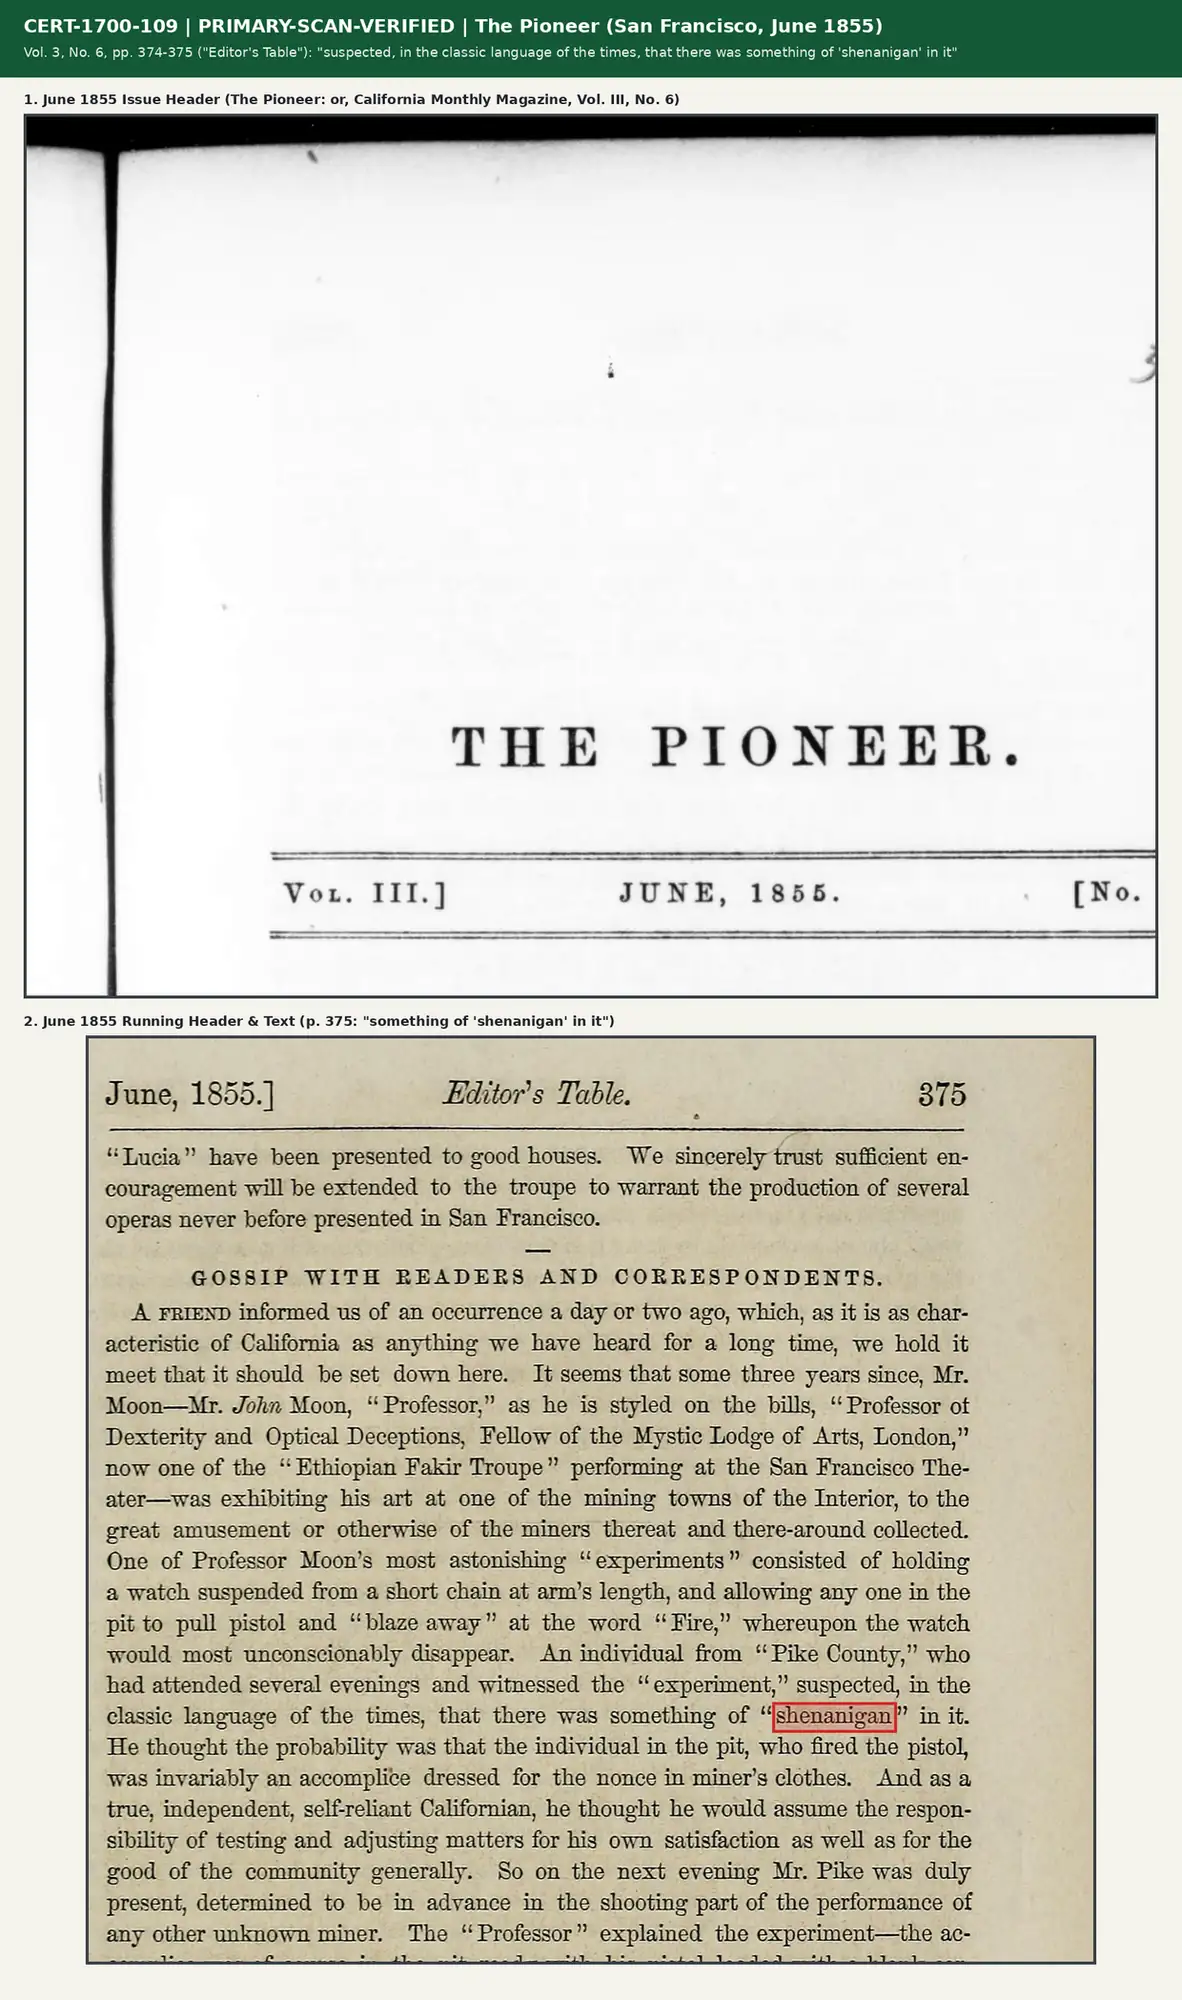 CERT-1700-109 | PRIMARY-SCAN-VERIFIED | The Pioneer (San Francisco, June 1855)
Vol. 3, No. 6, pp. 374-375 ("Editor's Table"): "suspected, in the classic language of the times, that there was something of 'shenanigan' in it"
1. June 1855 Issue Header (The Pioneer: or, California Monthly Magazine, Vol. III, No. 6)
THE PIONEER.
VOL. III.] JUNE, 1855. [NO.
2. June 1855 Running Header & Text (p. 375: "something of 'shenanigan' in it")
June, 1855.] Editor's Table. 375
"Lucia" have been presented to good houses. We sincerely trust sufficient en-
couragement will be extended to the troupe to warrant the production of several
operas never before presented in San Francisco.
GOSSIP WITH READERS AND CORRESPONDENTS.
A FRIEND informed us of an occurrence a day or two ago, which, as it is as char-
acteristic of California as anything we have heard for a long time, we hold it
meet that it should be set down here. It seems that some three years since, Mr.
Moon—Mr. John Moon, "Professor," as he is styled on the bills, "Professor of
Dexterity and Optical Deceptions, Fellow of the Mystic Lodge of Arts, London,"
now one of the "Ethiopian Fakir Troupe" performing at the San Francisco The-
ater—was exhibiting his art at one of the mining towns of the Interior, to the
great amusement or otherwise of the miners thereat and there-around collected.
One of Professor Moon's most astonishing "experiments" consisted of holding
a watch suspended from a short chain at arm's length, and allowing any one in the
pit to pull pistol and "blaze away" at the word "Fire," whereupon the watch
would most unconscionably disappear. An individual from "Pike County," who
had attended several evenings and witnessed the "experiment," suspected, in the
classic language of the times, that there was something of "shenanigan" in it.
He thought the probability was that the individual in the pit, who fired the pistol,
was invariably an accomplice dressed for the nonce in miner's clothes. And as a
true, independent, self-reliant Californian, he thought he would assume the respon-
sibility of testing and adjusting matters for his own satisfaction as well as for the
good of the community generally. So on the next evening Mr. Pike was duly
present, determined to be in advance in the shooting part of the performance of
any other unknown miner. The "Professor" explained the experiment—the ac-